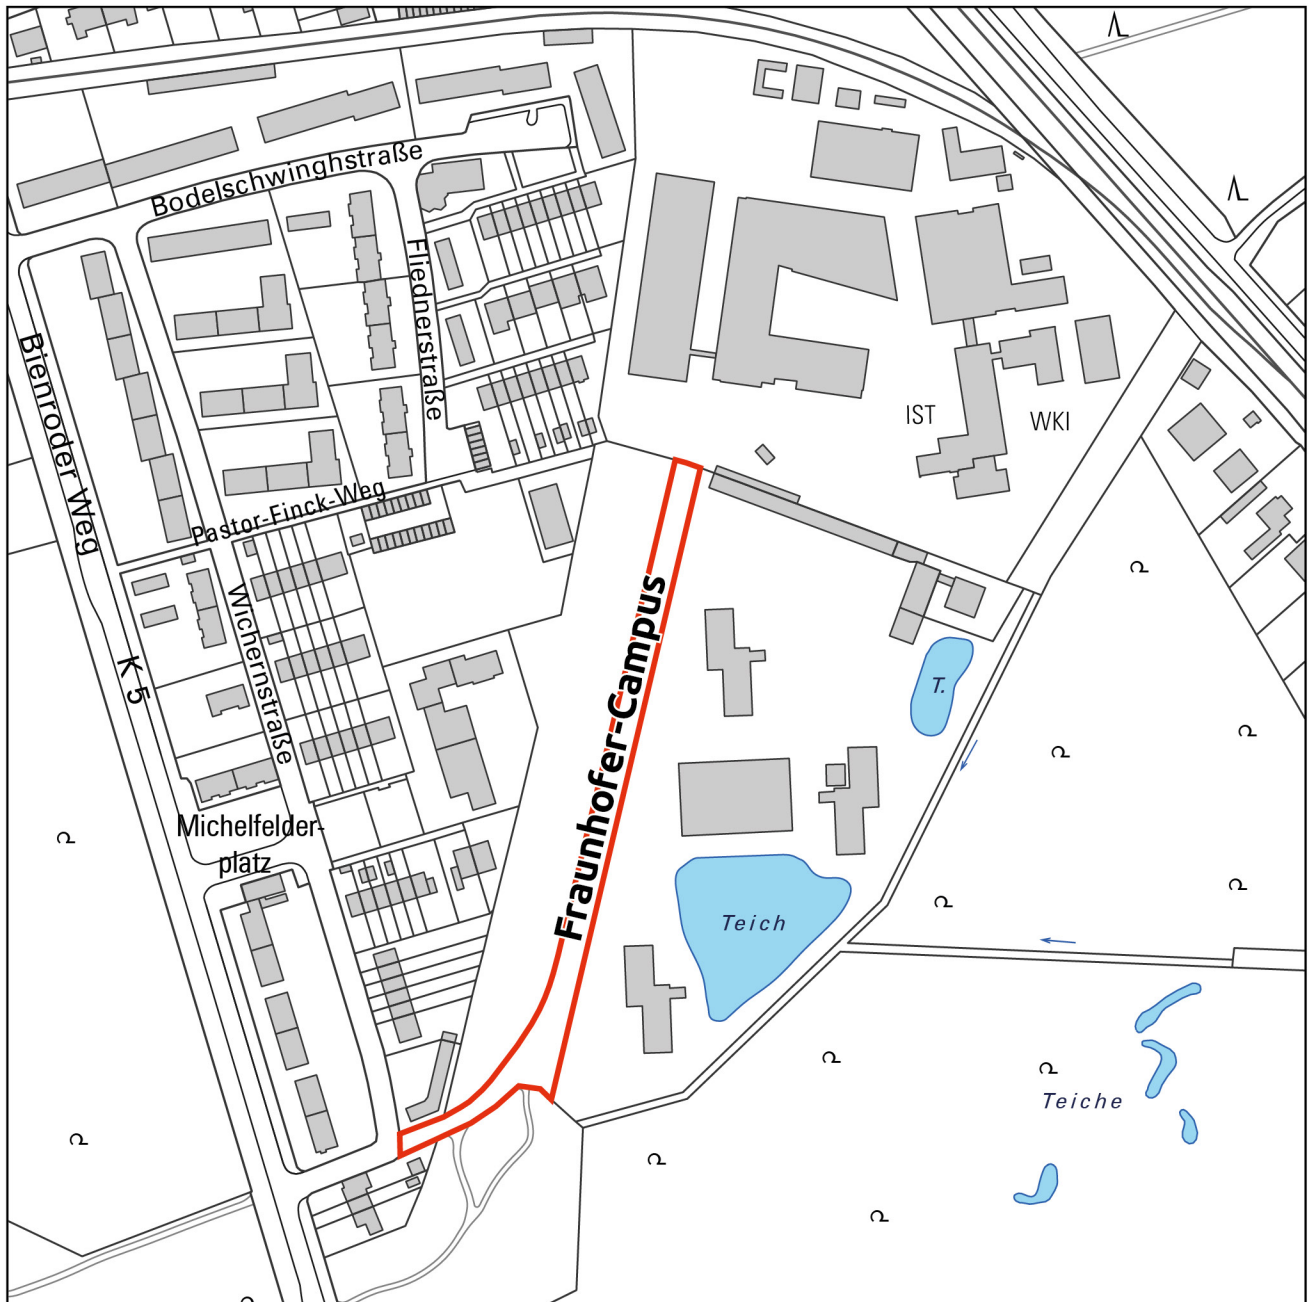 Bodelschwinghstraße
Fliednerstraße
Bienroder Weg
IST
WKI
Pastor-Finck-Weg
Wichernstraße
Fraunhofer-Campus
K 5
T.
Michelfelder-
platz
Teich
Teiche